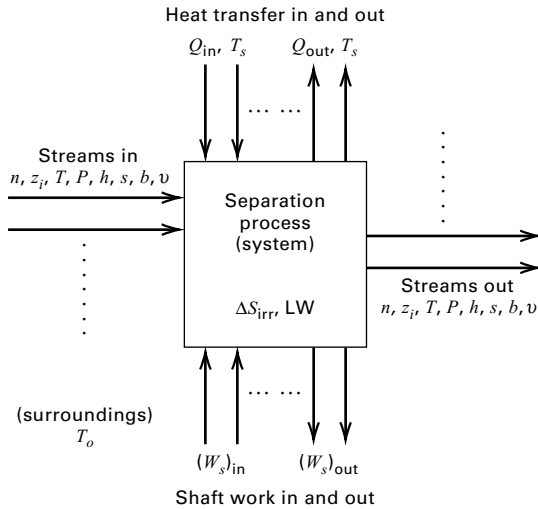 Heat transfer in and out
Q_in, T_s Q_out, T_s
... ... 
Streams in
n, z_i, T, P, h, s, b, υ
Separation
process
(system)
ΔS_irr, LW
Streams out
n, z_i, T, P, h, s, b, υ
... ...
(surroundings)
T_o
(W_s)_in (W_s)_out
Shaft work in and out